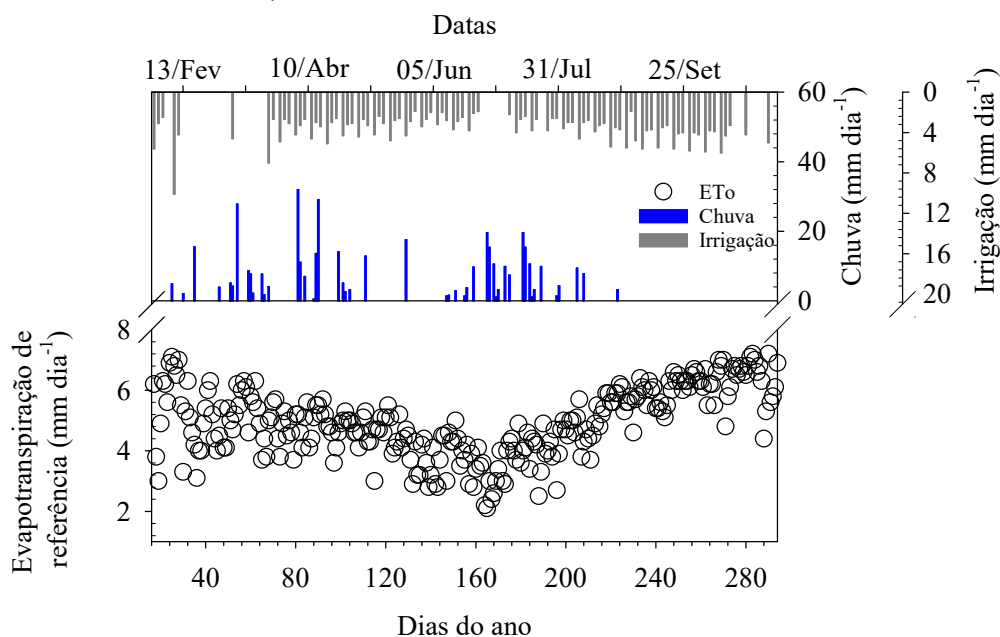 Datas
13/Fev 10/Abr 05/Jun 31/Jul 25/Set
60
40
20
0
Chuva (mm dia⁻¹)
0
4
8
12
16
20
Irrigação (mm dia⁻¹)
ETo
Chuva
Irrigação
8
6
4
2
Evapotranspiração de
referência (mm dia⁻¹)
40 80 120 160 200 240 280
Dias do ano